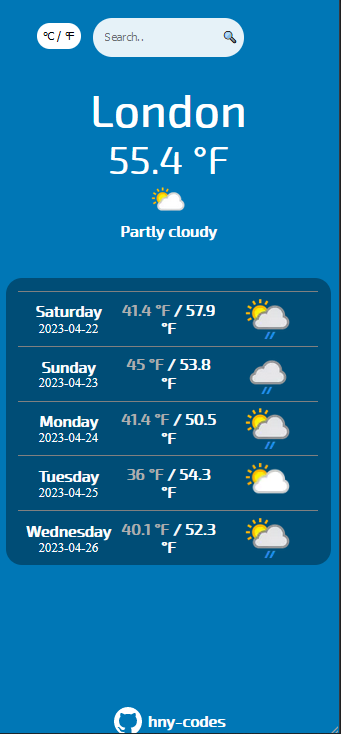 °C / °F
Search..
London
55.4 °F
Partly cloudy
Saturday
2023-04-22
41.4 °F / 57.9
°F
Sunday
2023-04-23
45 °F / 53.8
°F
Monday
2023-04-24
41.4 °F / 50.5
°F
Tuesday
2023-04-25
36 °F / 54.3
°F
Wednesday
2023-04-26
40.1 °F / 52.3
°F
hny-codes